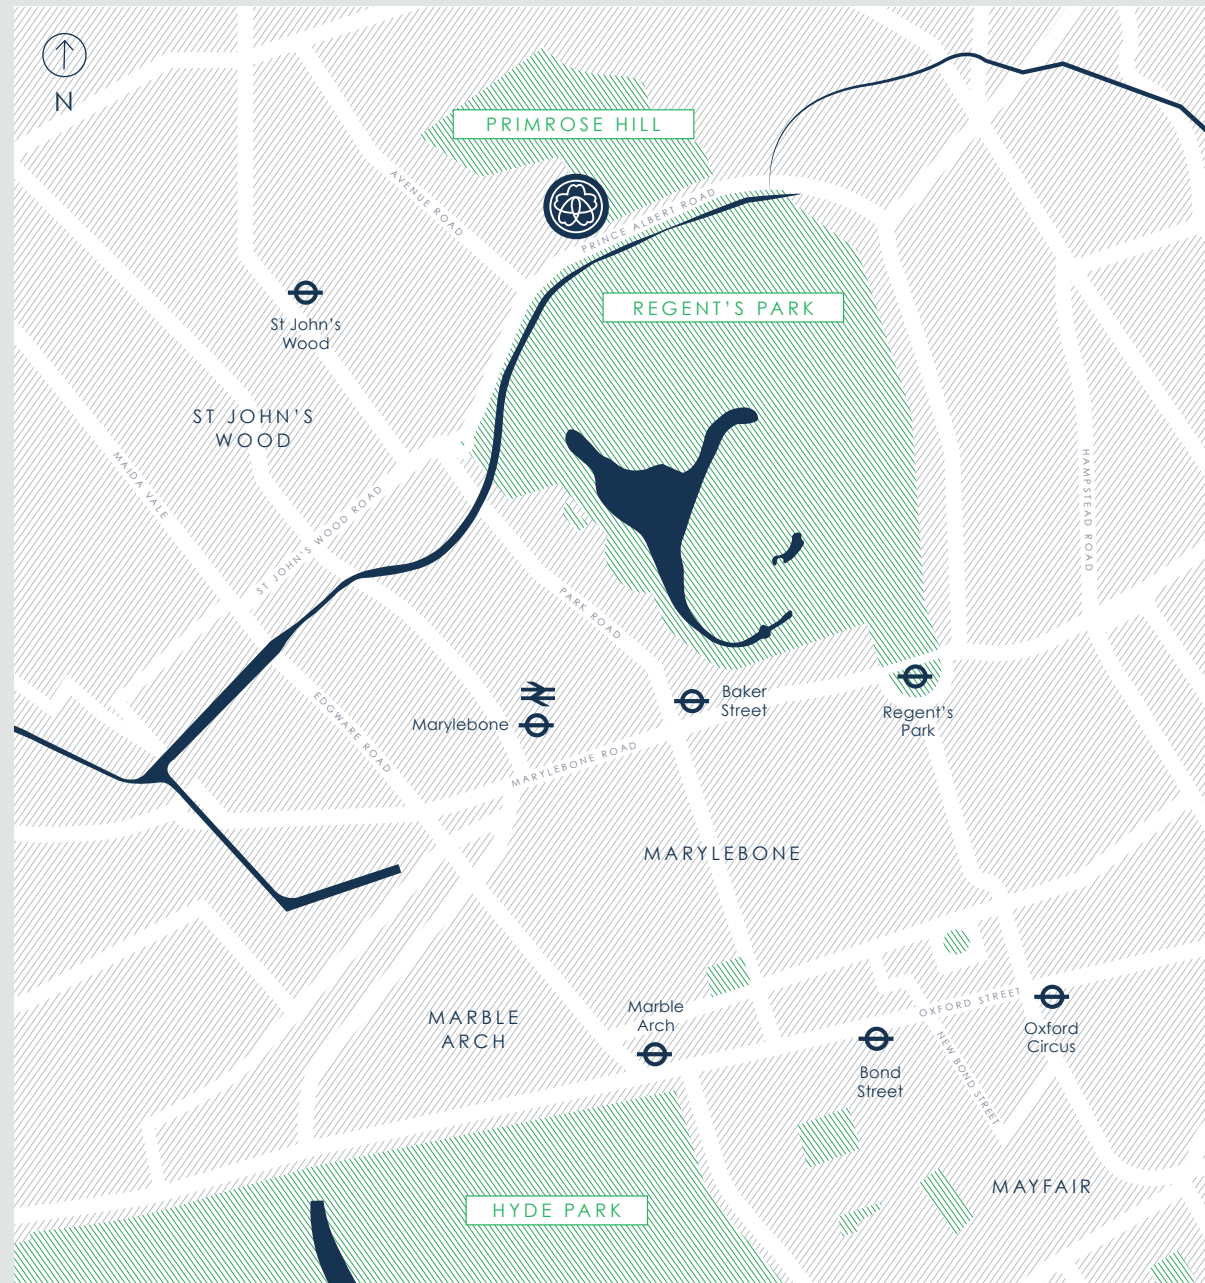 N
PRIMROSE HILL
AVENUE ROAD
PRINCE ALBERT ROAD
REGENT'S PARK
St John's
Wood
ST JOHN'S
WOOD
MAIDA VALE
ST JOHN'S WOOD ROAD
HAMPSTEAD ROAD
PARK ROAD
EDGWARE ROAD
Baker
Street
Regent's
Park
Marylebone
MARYLEBONE ROAD
MARYLEBONE
MARBLE
ARCH
Marble
Arch
OXFORD STREET
Oxford
Circus
Bond
Street
NEW BOND STREET
MAYFAIR
HYDE PARK